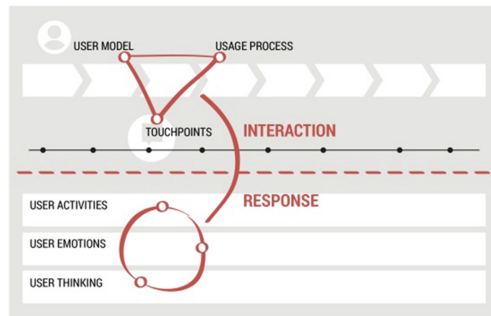 USER MODEL
USAGE PROCESS
TOUCHPOINTS
INTERACTION
RESPONSE
USER ACTIVITIES
USER EMOTIONS
USER THINKING